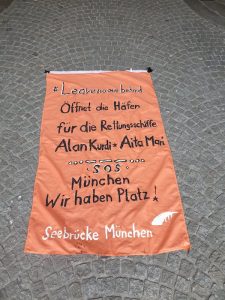 #Leavenoonebehind
Öffnet die Häfen
für die Rettungsschiffe
Alan Kurdi * Aita Mari
...---...
SOS
München
Wir haben Platz!
Seebrücke München